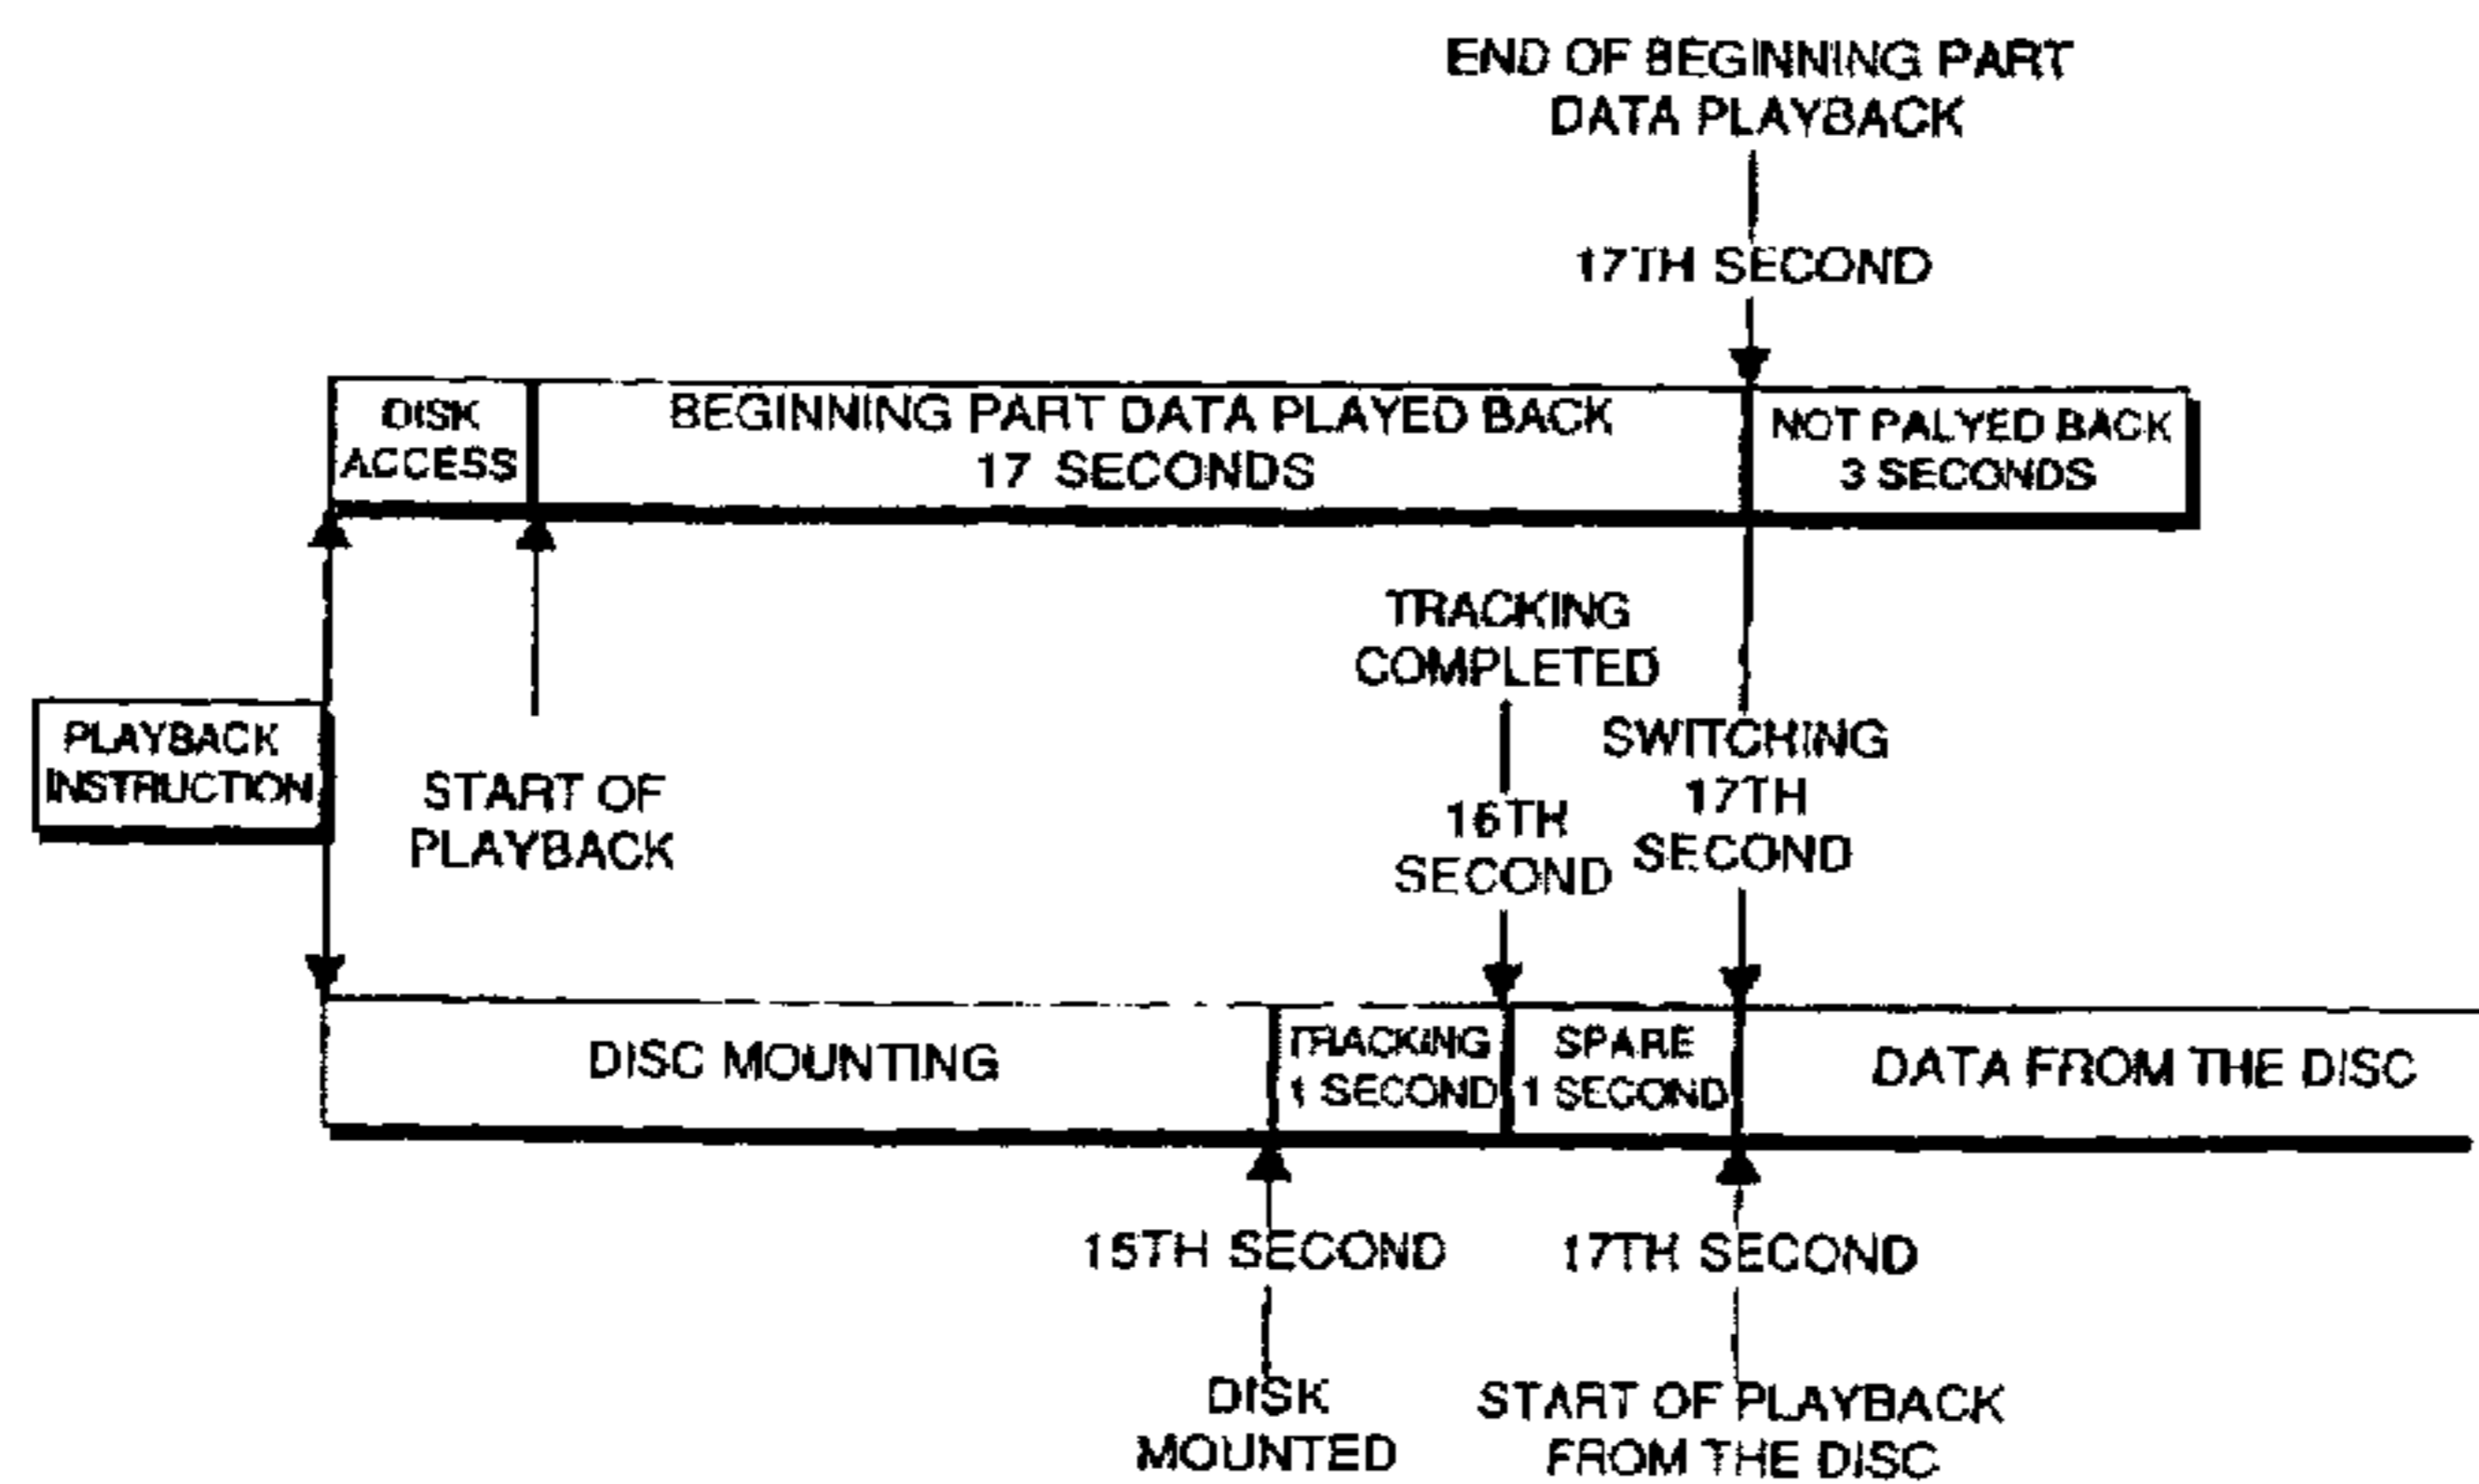 END OF BEGINNING PART
DATA PLAYBACK
17TH SECOND
DISK
ACCESS
BEGINNING PART DATA PLAYED BACK
17 SECONDS
NOT PALYED BACK
3 SECONDS
PLAYBACK
INSTRUCTION
START OF
PLAYBACK
TRACKING
COMPLETED
16TH
SECOND
SWITCHING
17TH
SECOND
DISC MOUNTING
TRACKING
1 SECOND
SPARE
1 SECOND
DATA FROM THE DISC
15TH SECOND
17TH SECOND
DISK
MOUNTED
START OF PLAYBACK
FROM THE DISC